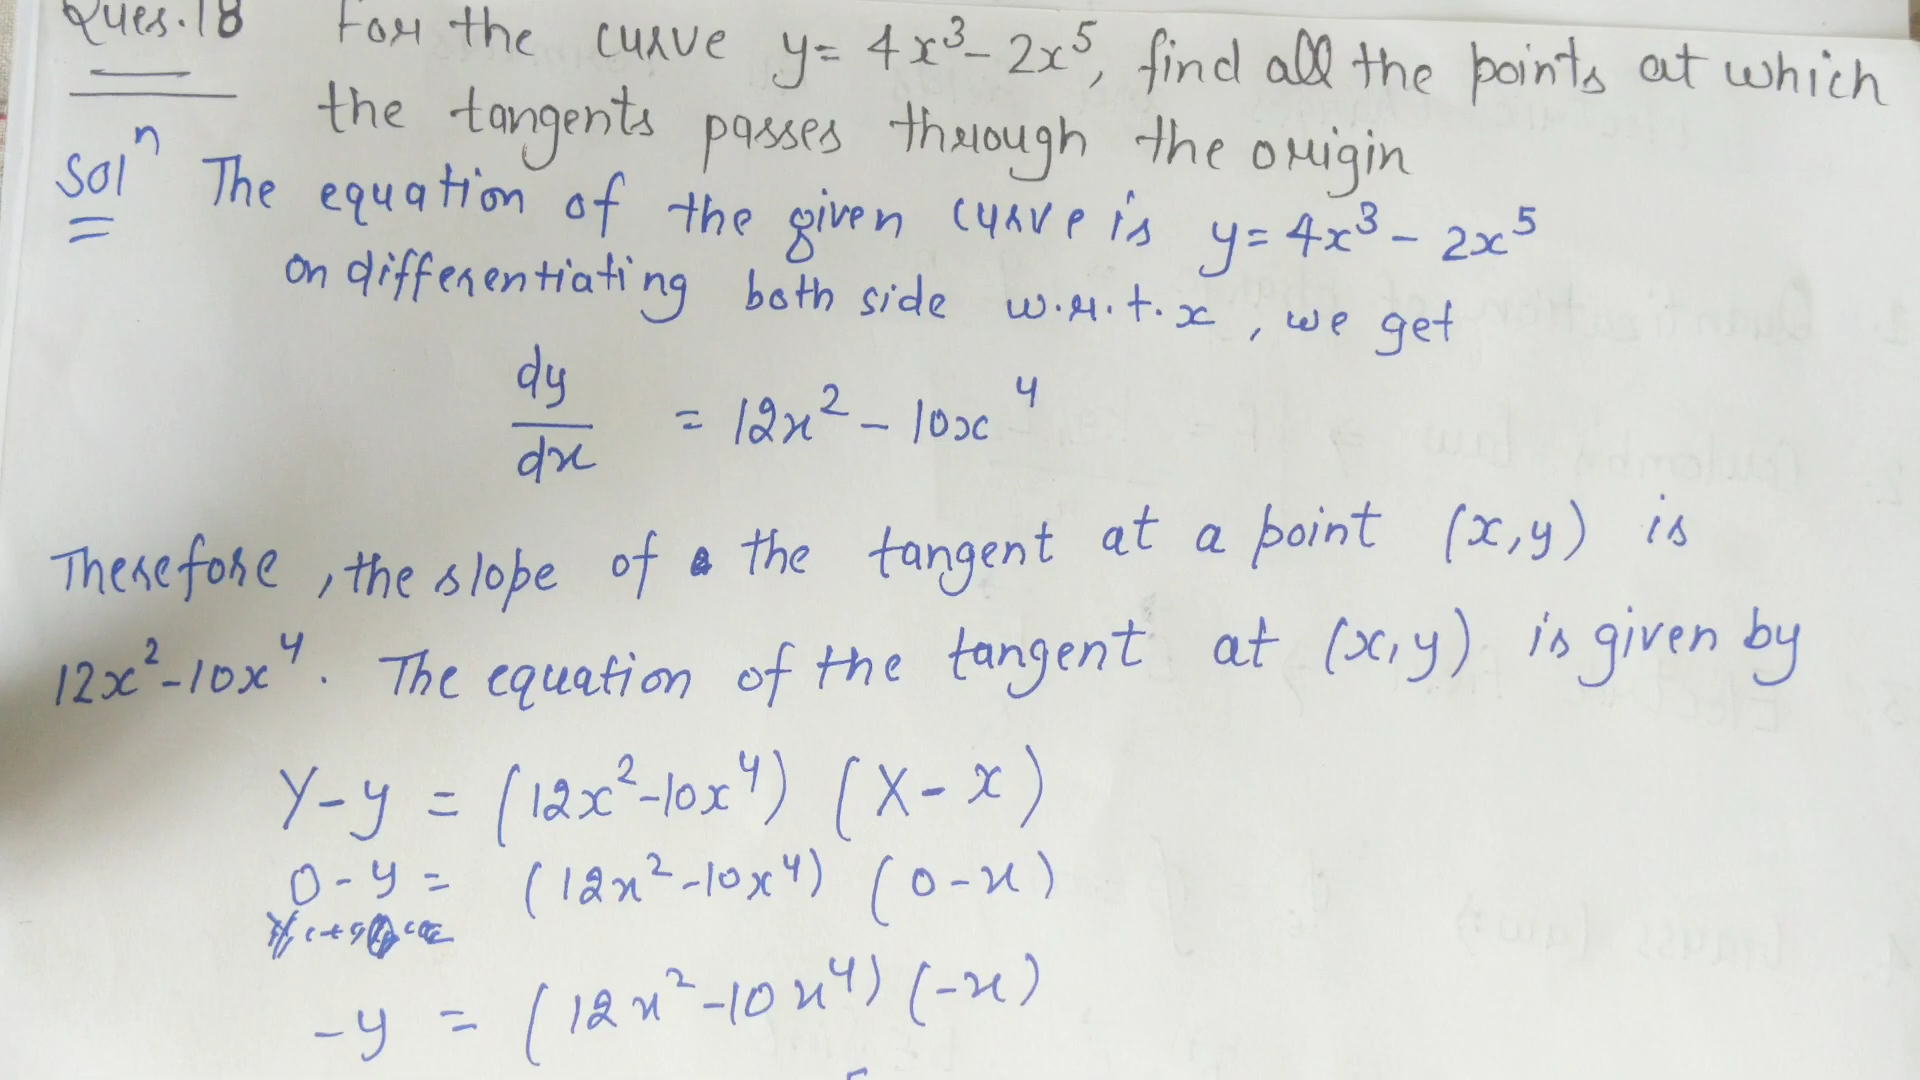 Ques.18 For the curve y= 4x³- 2x⁵, find all the points at which
the tangents passes through the origin
Solⁿ The equation of the given curve is y= 4x³ - 2x⁵
on differentiating both side w.r.t. x , we get
dy/dx = 12x² - 10x⁴
Therefore , the slope of the tangent at a point (x,y) is
12x²-10x⁴. The equation of the tangent at (x,y) is given by
Y-y = (12x²-10x⁴) (X-x)
0-y = (12x²-10x⁴) (0-x)
-y = (12x²-10x⁴) (-x)